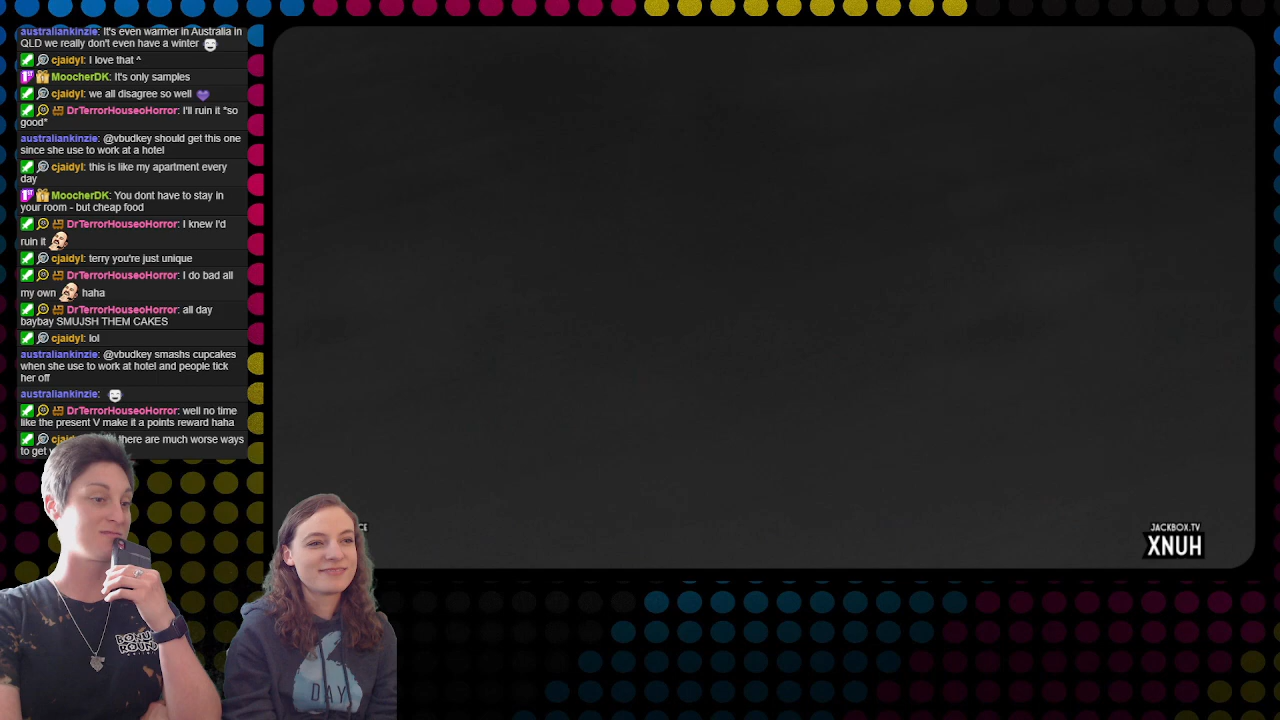 australiankinzie: It's even warmer in Australia in
QLD we really don't even have a winter
cjaidyl: I love that ^
MoocherDK: It's only samples
cjaidyl: we all disagree so well
DrTerrorHouseoHorror: I'll ruin it *so
good*
australiankinzie: @vbudkey should get this one
since she use to work at a hotel
cjaidyl: this is like my apartment every
day
MoocherDK: You dont have to stay in
your room - but cheap food
DrTerrorHouseoHorror: I knew I'd
ruin it
cjaidyl: terry you're just unique
DrTerrorHouseoHorror: I do bad all
my own haha
DrTerrorHouseoHorror: all day
baybay SMUJSH THEM CAKES
cjaidyl: lol
australiankinzie: @vbudkey smashs cupcakes
when she use to work at hotel and people tick
her off
australiankinzie:
DrTerrorHouseoHorror: well no time
like the present V make it a points reward haha
there are much worse ways
to get
JACKBOX.TV
XNUH
BONUS
ROUND
DAY